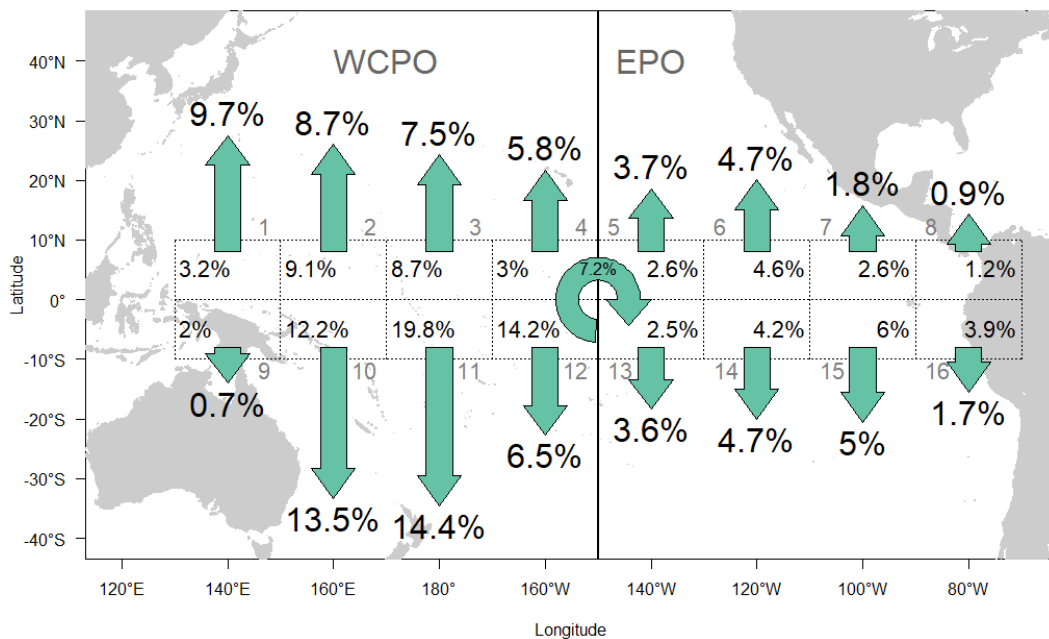 WCPO EPO
40°N
30°N
9.7% 8.7% 7.5% 5.8% 3.7% 4.7% 1.8% 0.9%
20°N
10°N
1 2 3 4 5 6 7 8
3.2% 9.1% 8.7% 3% 7.2% 2.6% 4.6% 2.6% 1.2%
Latitude
0°
2% 12.2% 19.8% 14.2% 2.5% 4.2% 6% 3.9%
10°S
9 10 11 12 13 14 15 16
0.7% 13.5% 14.4% 6.5% 3.6% 4.7% 5% 1.7%
-10°S
-20°S
-30°S
-40°S
120°E 140°E 160°E 180° 160°W 140°W 120°W 100°W 80°W
Longitude